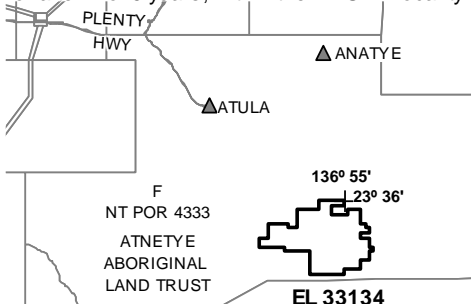 PLENTY
HWY
ANATYE
ATULA
136º 55'
23º 36'
F
NT POR 4333
ATNETYE
ABORIGINAL
LAND TRUST
EL 33134